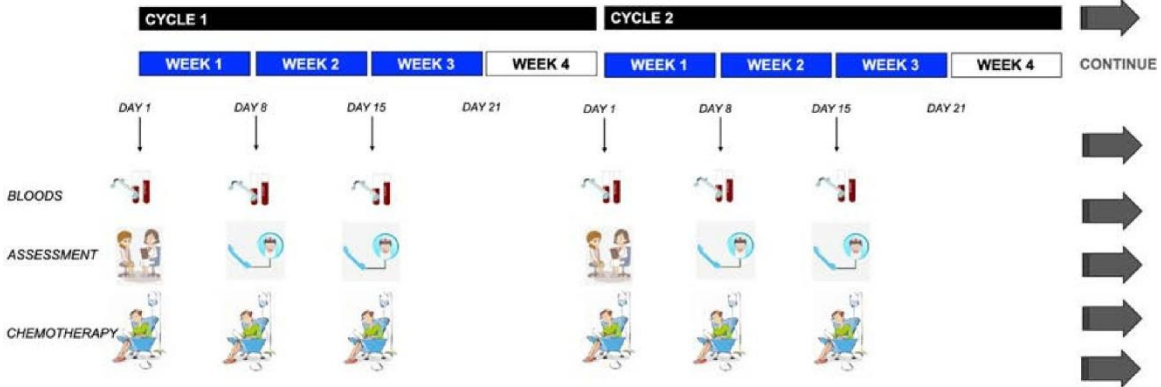 CYCLE 1 CYCLE 2
WEEK 1 WEEK 2 WEEK 3 WEEK 4 WEEK 1 WEEK 2 WEEK 3 WEEK 4 CONTINUE
DAY 1 DAY 8 DAY 15 DAY 21 DAY 1 DAY 8 DAY 15 DAY 21
BLOODS
ASSESSMENT
CHEMOTHERAPY